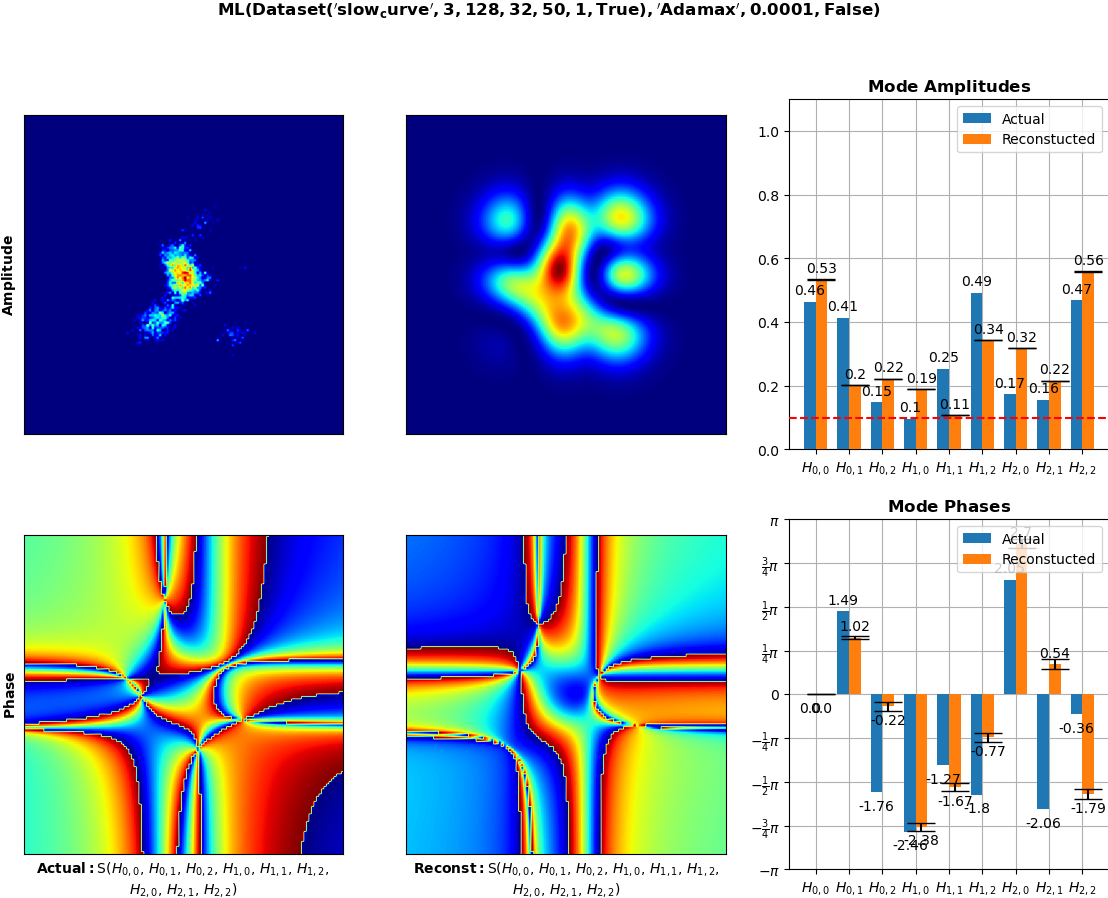 ML(Dataset('slow_curve', 3, 128, 32, 50, 1, True), 'Adamax', 0.0001, False)
Amplitude
Mode Amplitudes
Actual
Reconstucted
1.0
0.8
0.6
0.4
0.2
0.0
0.46 0.53
0.41 0.2
0.15 0.22
0.1 0.19
0.25 0.11
0.49 0.34
0.17 0.32
0.16 0.22
0.47 0.56
H0,0 H0,1 H0,2 H1,0 H1,1 H1,2 H2,0 H2,1 H2,2
Phase
Mode Phases
Actual
Reconstucted
π
3/4π
1/2π
1/4π
0
−1/4π
−1/2π
−3/4π
−π
0.0 0.0
1.49 1.02
-1.76 -0.22
-2.46 -2.38
-1.27 -1.67
-1.8 -0.77
2.7
-2.06 0.54
-0.36 -1.79
H0,0 H0,1 H0,2 H1,0 H1,1 H1,2 H2,0 H2,1 H2,2
Actual: S(H0,0, H0,1, H0,2, H1,0, H1,1, H1,2,
H2,0, H2,1, H2,2)
Reconst: S(H0,0, H0,1, H0,2, H1,0, H1,1, H1,2,
H2,0, H2,1, H2,2)